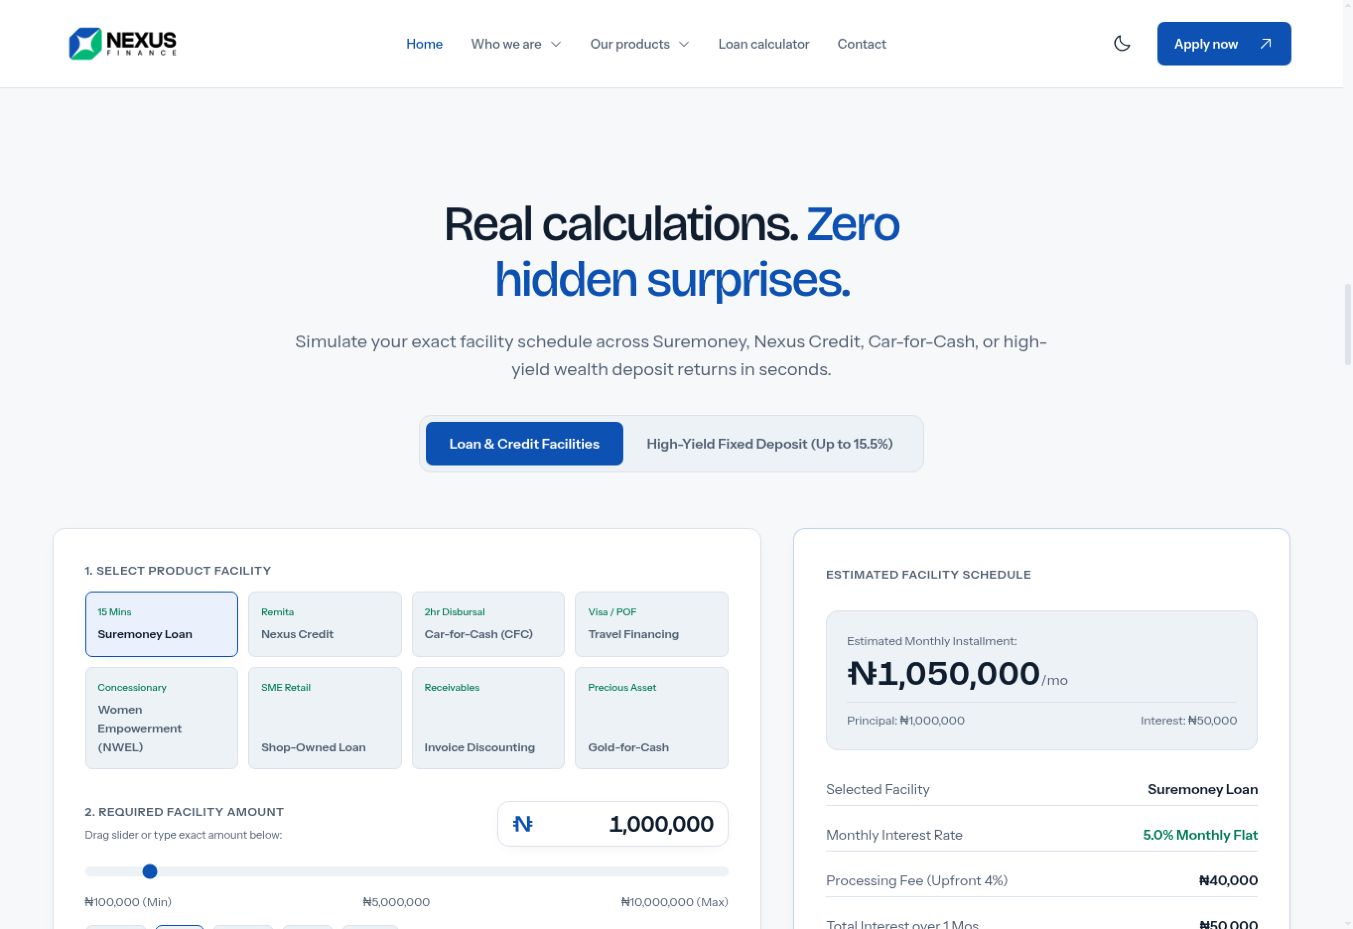 NEXUS
FINANCE
Home
Who we are
Our products
Loan calculator
Contact
Apply now
Real calculations. Zero
hidden surprises.
Simulate your exact facility schedule across Suremoney, Nexus Credit, Car-for-Cash, or high-
yield wealth deposit returns in seconds.
Loan & Credit Facilities
High-Yield Fixed Deposit (Up to 15.5%)
1. SELECT PRODUCT FACILITY
15 Mins
Suremoney Loan
Remita
Nexus Credit
2hr Disbursal
Car-for-Cash (CFC)
Visa / POF
Travel Financing
Concessionary
Women
Empowerment
(NWEL)
SME Retail
Shop-Owned Loan
Receivables
Invoice Discounting
Precious Asset
Gold-for-Cash
2. REQUIRED FACILITY AMOUNT
Drag slider or type exact amount below:
₦ 1,000,000
₦100,000 (Min)
₦5,000,000
₦10,000,000 (Max)
ESTIMATED FACILITY SCHEDULE
Estimated Monthly Installment:
₦1,050,000/mo
Principal: ₦1,000,000
Interest: ₦50,000
Selected Facility
Suremoney Loan
Monthly Interest Rate
5.0% Monthly Flat
Processing Fee (Upfront 4%)
₦40,000
Total Interest over 1 Mos
₦50,000